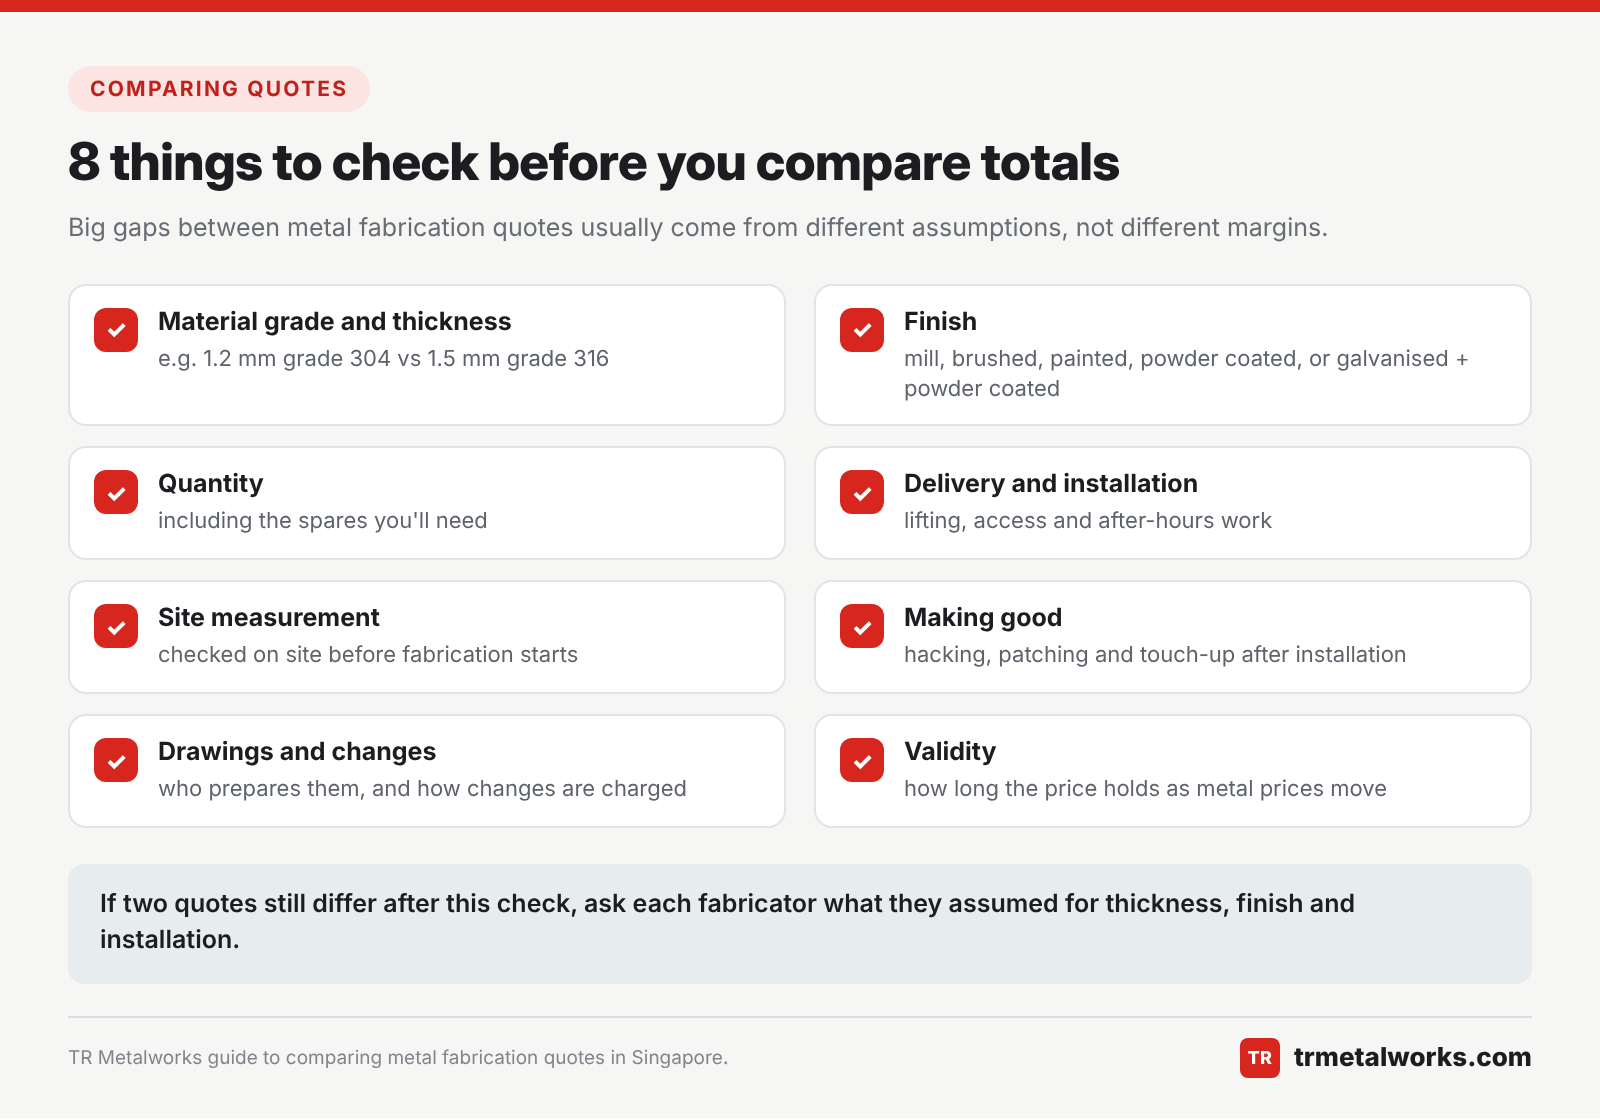 COMPARING QUOTES
8 things to check before you compare totals
Big gaps between metal fabrication quotes usually come from different assumptions, not different margins.
Material grade and thickness
e.g. 1.2 mm grade 304 vs 1.5 mm grade 316
Finish
mill, brushed, painted, powder coated, or galvanised +
powder coated
Quantity
including the spares you'll need
Delivery and installation
lifting, access and after-hours work
Site measurement
checked on site before fabrication starts
Making good
hacking, patching and touch-up after installation
Drawings and changes
who prepares them, and how changes are charged
Validity
how long the price holds as metal prices move
If two quotes still differ after this check, ask each fabricator what they assumed for thickness, finish and
installation.
TR Metalworks guide to comparing metal fabrication quotes in Singapore.
TR trmetalworks.com